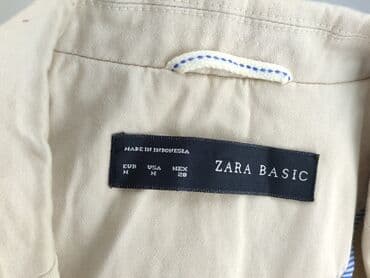 MADE IN INDONESIA
EUR USA MEX
M M 28
ZARA BASIC